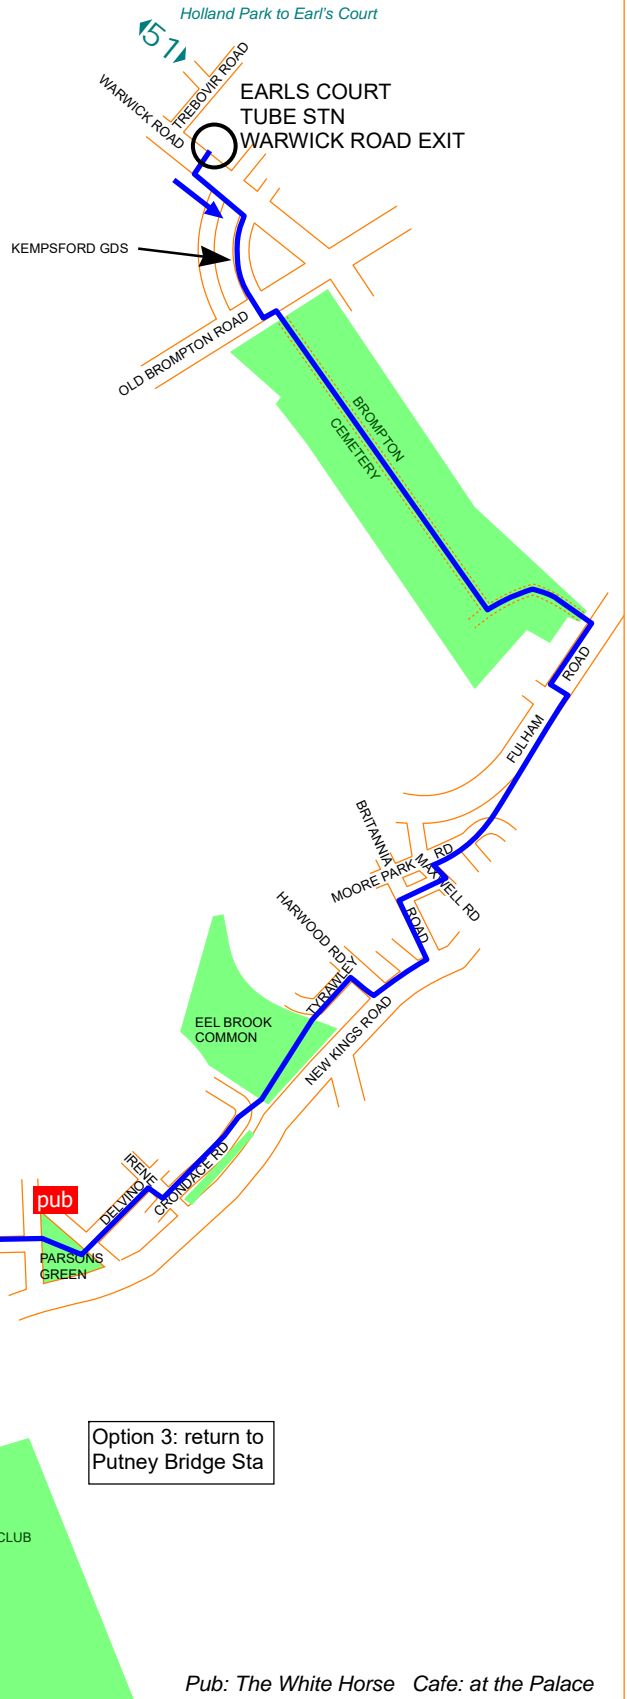 Holland Park to Earl's Court
51
TREBOVIR ROAD
WARWICK ROAD
EARLS COURT
TUBE STN
WARWICK ROAD EXIT
KEMPSFORD GDS
OLD BROMPTON ROAD
BROMPTON
CEMETERY
ROAD
FULHAM
BRITANNIA
MOORE PARK RD
MAXWELL RD
ROAD
HARWOOD RD
TYRAWLEY
EEL BROOK
COMMON
NEW KINGS ROAD
IRENE
CRONDACE RD
DELVINO
pub
PARSONS
GREEN
Option 3: return to
Putney Bridge Sta
CLUB
Pub: The White Horse Cafe: at the Palace